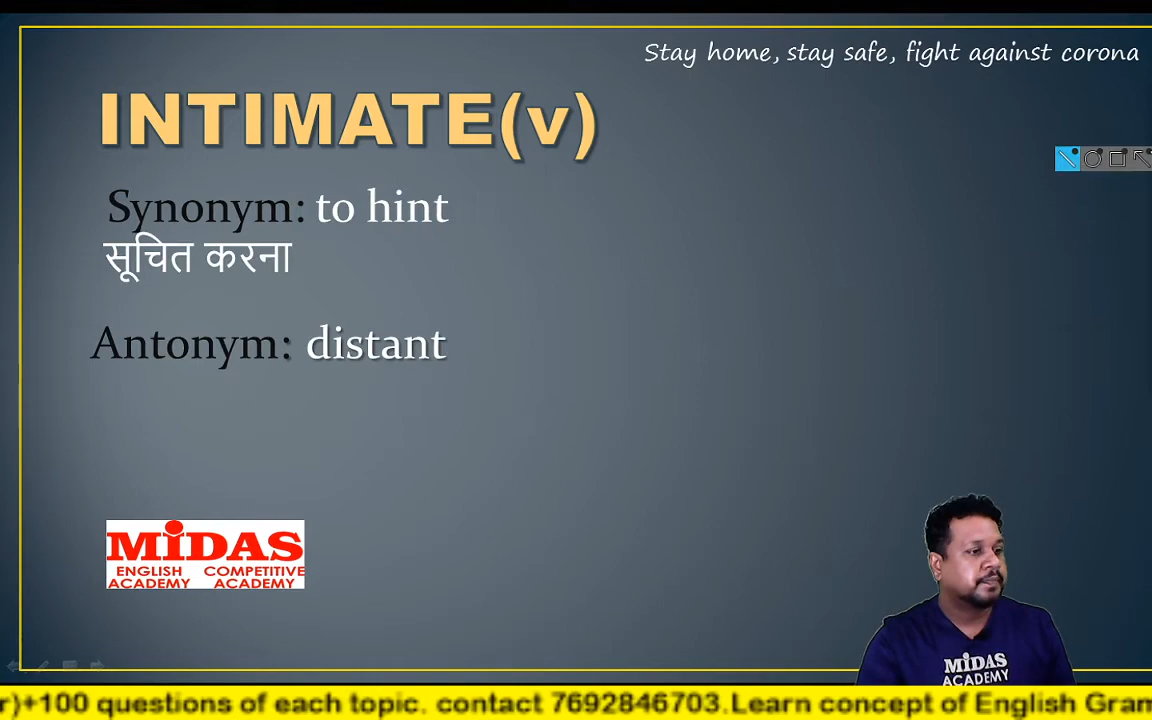 Stay home, stay safe, fight against corona
INTIMATE(v)
Synonym: to hint
सूचित करना
Antonym: distant
MiDAS
ENGLISH COMPETITIVE
ACADEMY ACADEMY
MiDAS
ACADEMY
r)+100 questions of each topic. contact 7692846703.Learn concept of English Gram